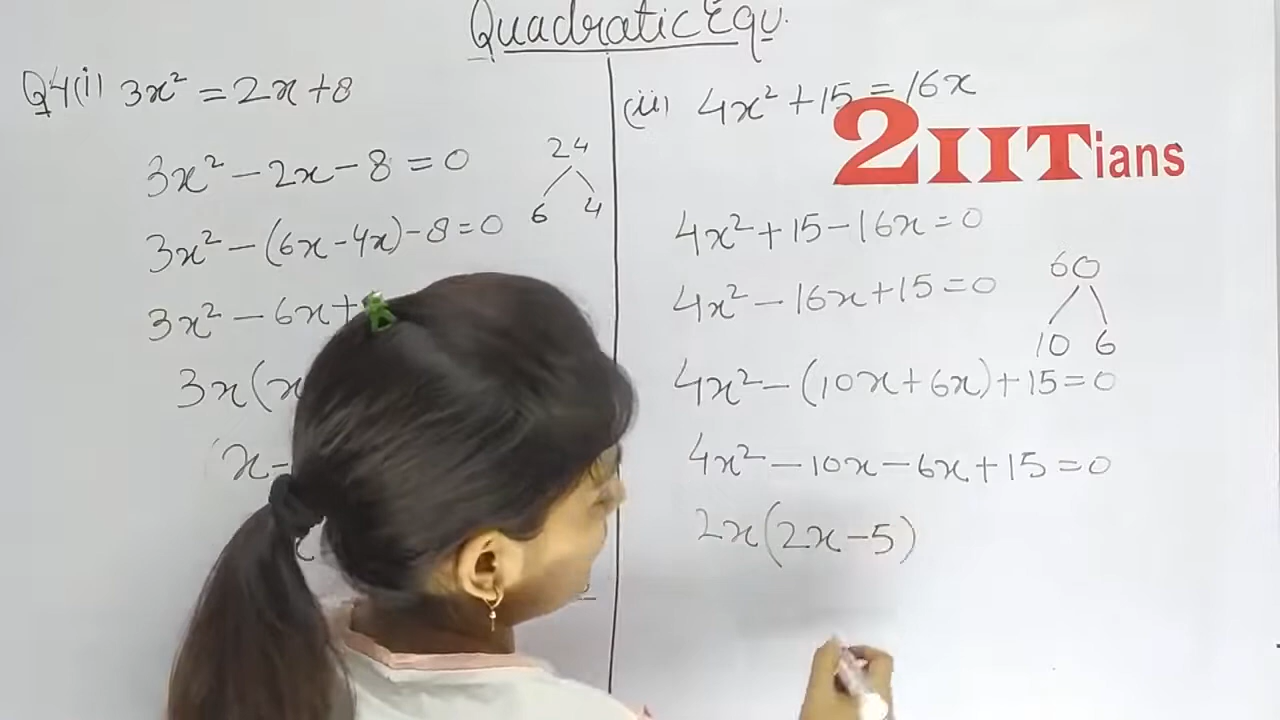 Quadratic Equ.
Q4(i) 3x² = 2x + 8
3x² - 2x - 8 = 0
24
6 4
3x² - (6x - 4x) - 8 = 0
3x² - 6x +
3x(x
x -
(ii) 4x² + 15 = 16x
2IITians
4x² + 15 - 16x = 0
4x² - 16x + 15 = 0
60
10 6
4x² - (10x + 6x) + 15 = 0
4x² - 10x - 6x + 15 = 0
2x(2x - 5)